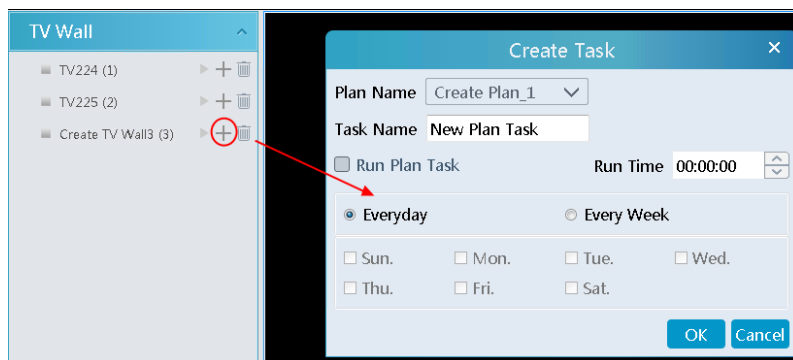 TV Wall
TV224 (1)
TV225 (2)
Create TV Wall3 (3)
Create Task
Plan Name Create Plan_1
Task Name New Plan Task
Run Plan Task Run Time 00:00:00
Everyday Every Week
Sun. Mon. Tue. Wed.
Thu. Fri. Sat.
OK Cancel